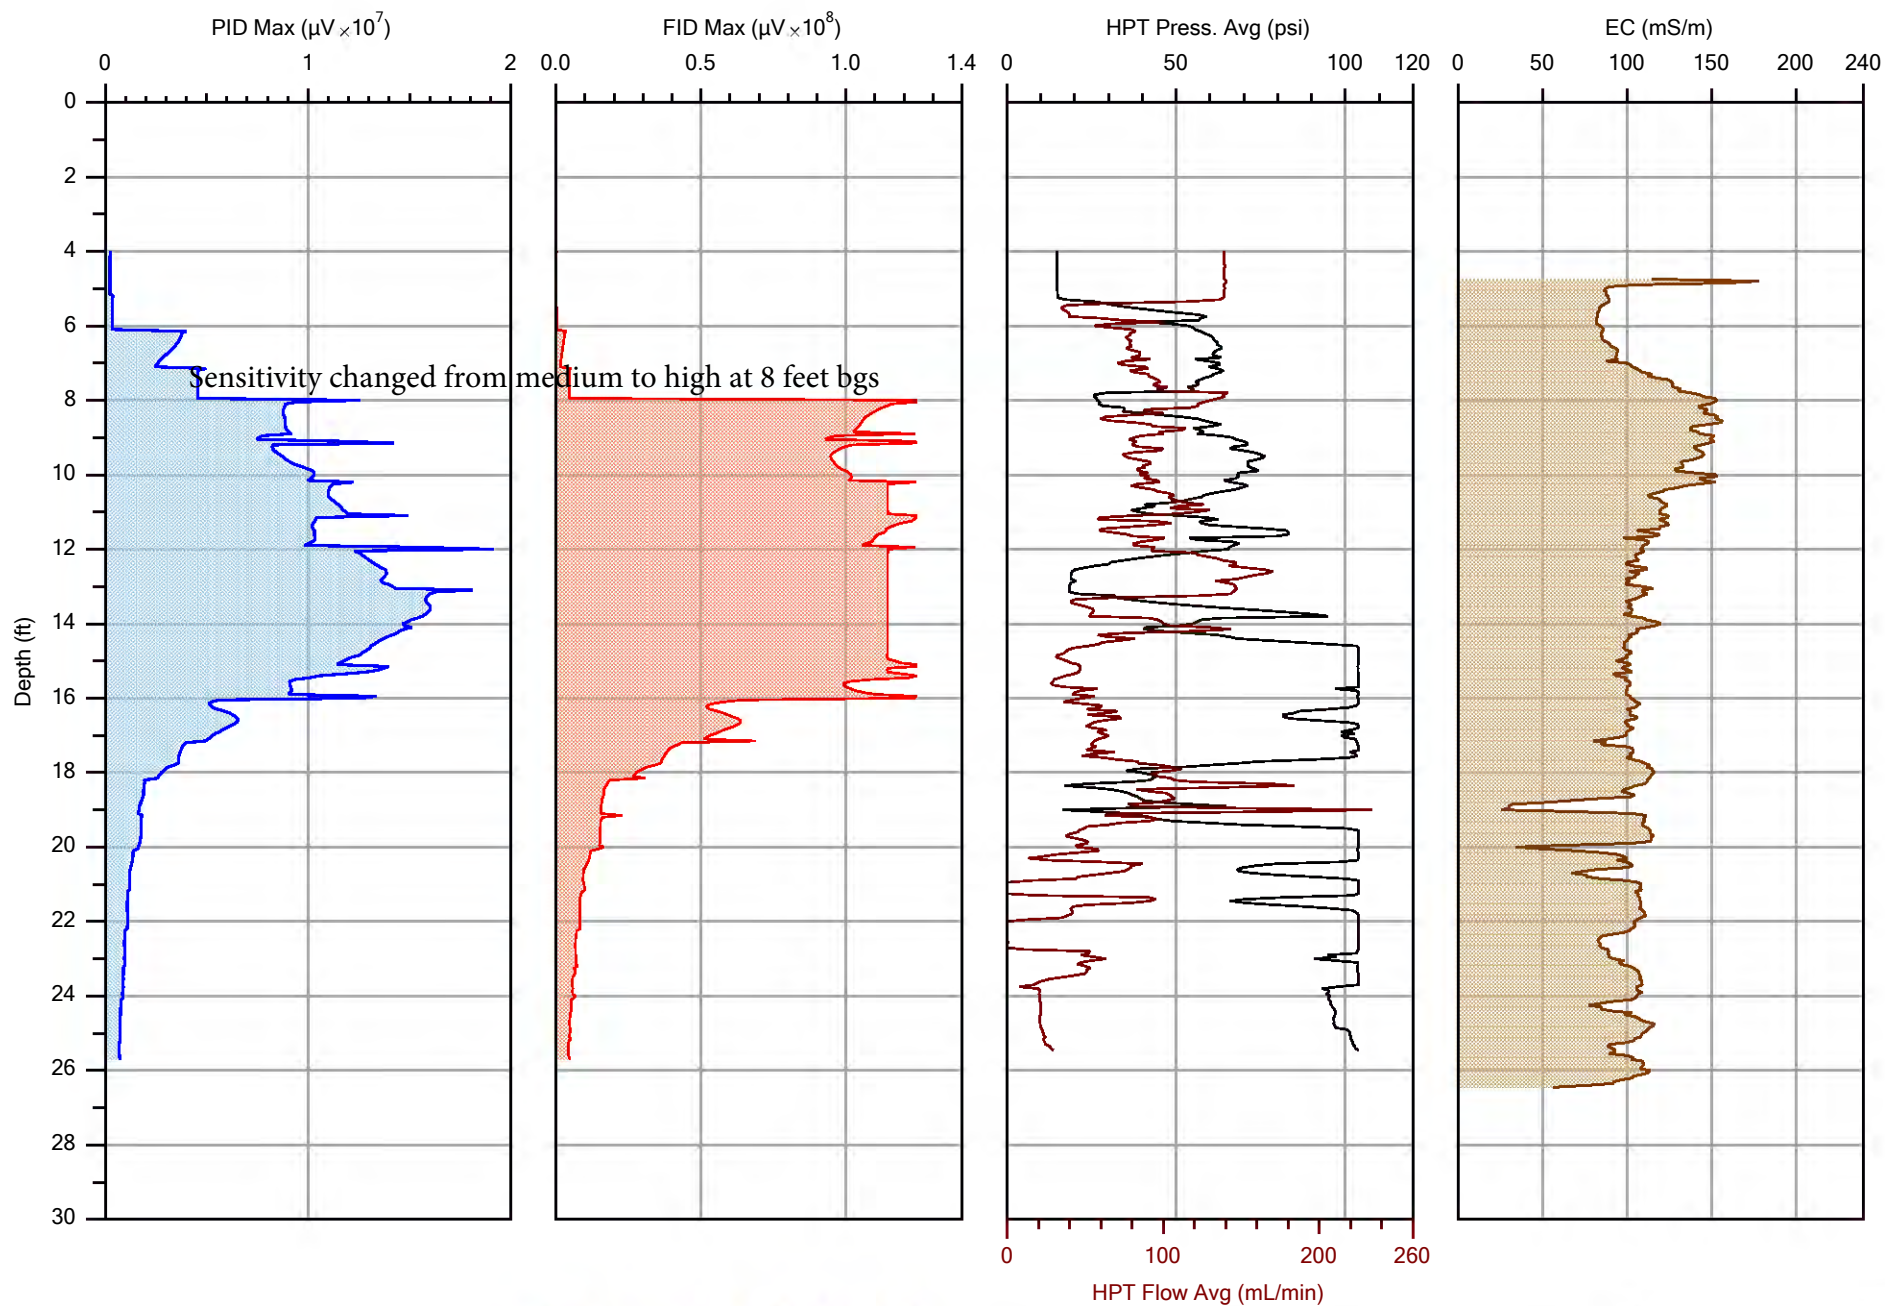 PID Max (µV ×10⁷)
FID Max (µV ×10⁸)
HPT Press. Avg (psi)
EC (mS/m)
0 1 2
0.0 0.5 1.0 1.4
0 50 100 120
0 50 100 150 200 240
0
2
4
6
Sensitivity changed from medium to high at 8 feet bgs
8
10
12
14
16
18
20
22
24
26
28
30
Depth (ft)
0 100 200 260
HPT Flow Avg (mL/min)